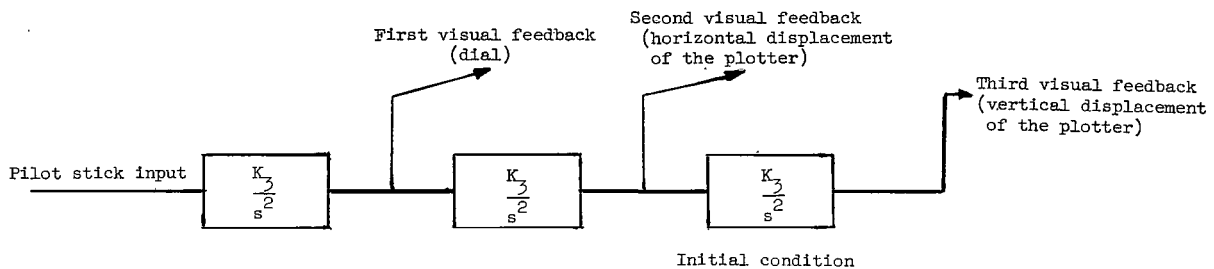 First visual feedback
(dial)
Second visual feedback
(horizontal displacement
of the plotter)
Third visual feedback
(vertical displacement
of the plotter)
Pilot stick input
K3
s2
K3
s2
K3
s2
Initial condition